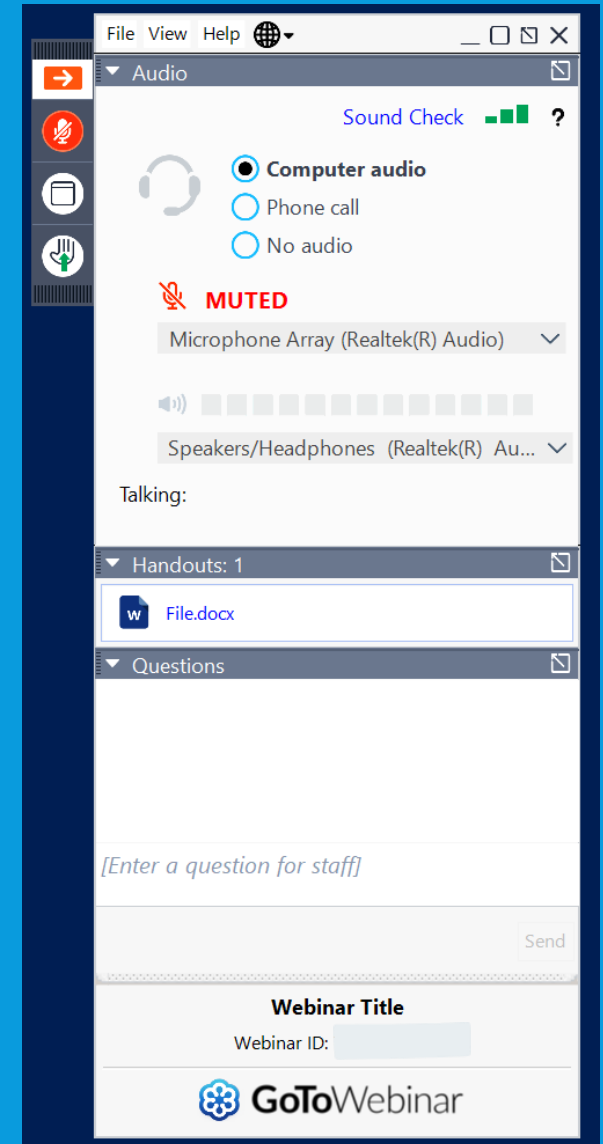 File View Help
Audio
Sound Check ?
Computer audio
Phone call
No audio
MUTED
Microphone Array (Realtek(R) Audio)
Speakers/Headphones (Realtek(R) Au...
Talking:
Handouts: 1
W File.docx
Questions
[Enter a question for staff]
Send
Webinar Title
Webinar ID:
GoToWebinar